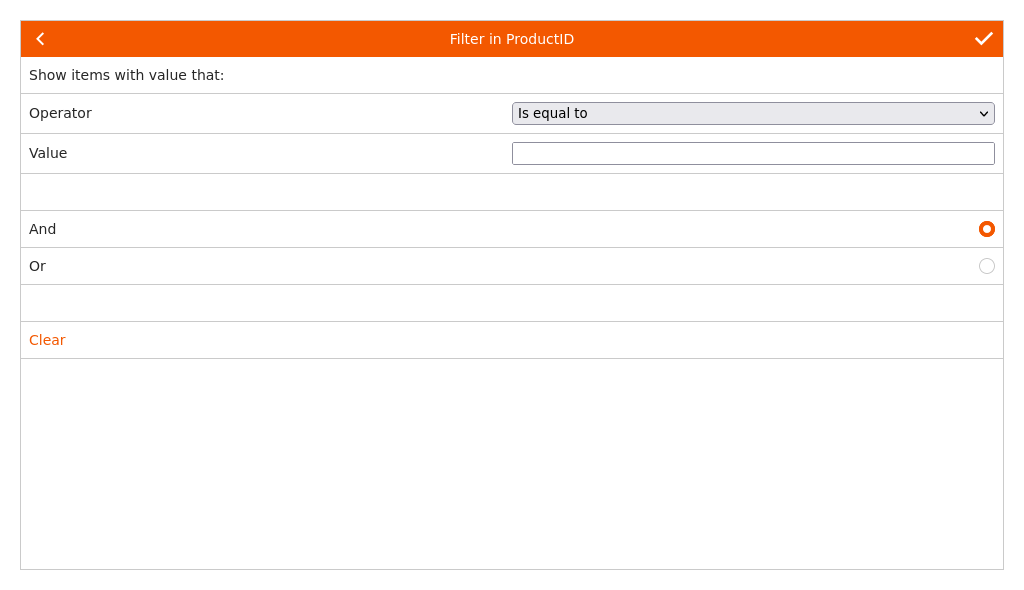 Filter in ProductID
Show items with value that:
Operator
Is equal to
Value
And
Or
Clear